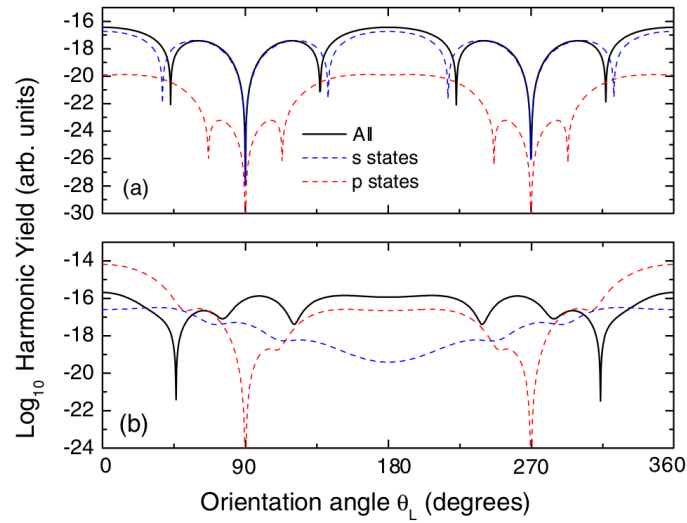 -16
-18
-20
-22
-24
-26
-28
-30
All
s states
p states
(a)
-14
-16
-18
-20
-22
-24
(b)
0 90 180 270 360
Orientation angle θL (degrees)
Log10 Harmonic Yield (arb. units)